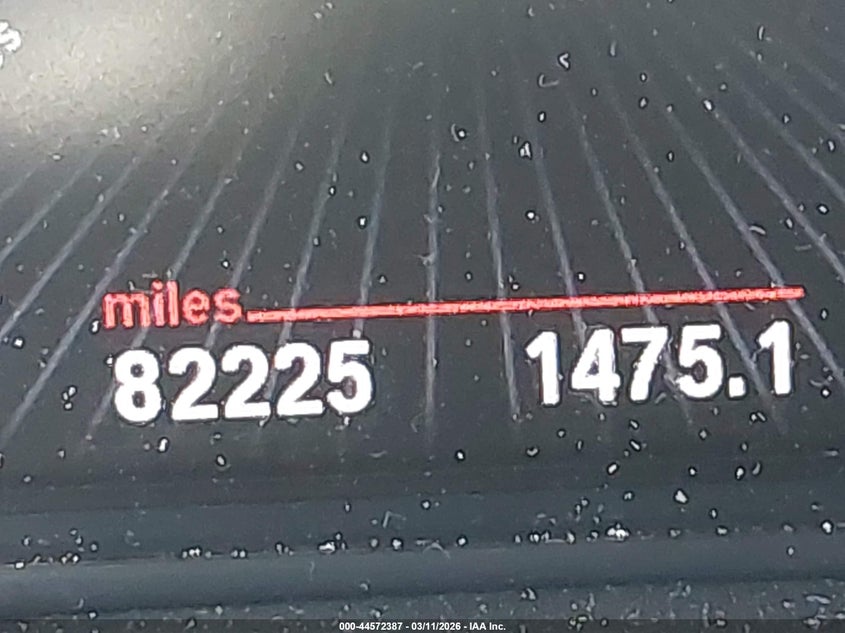 miles
82225 1475.1
000-44572387 - 03/11/2026 - IAA Inc.